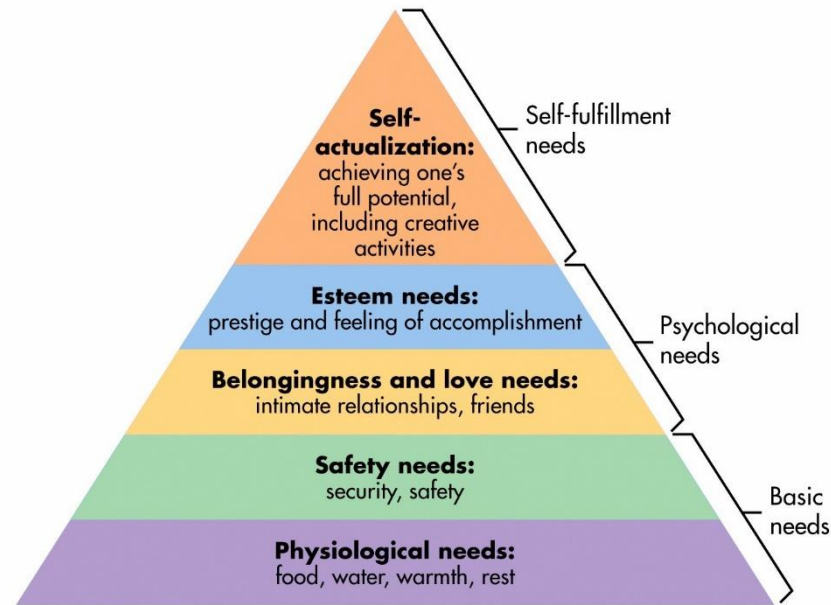 Self-
actualization:
achieving one's
full potential,
including creative
activities
Self-fulfillment
needs
Esteem needs:
prestige and feeling of accomplishment
Psychological
needs
Belongingness and love needs:
intimate relationships, friends
Safety needs:
security, safety
Basic
needs
Physiological needs:
food, water, warmth, rest